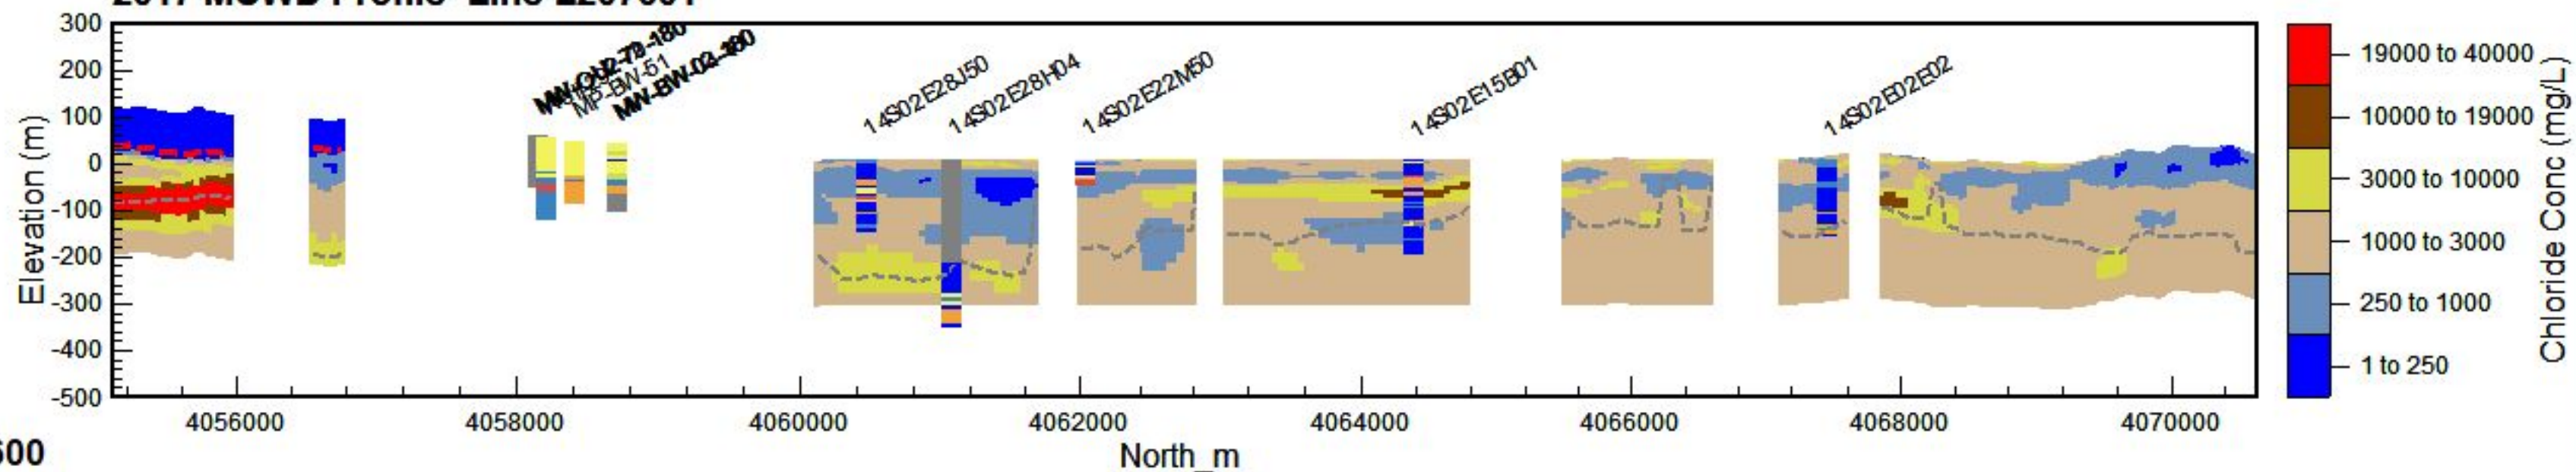 300
200
100
0
-100
-200
-300
-400
-500
Elevation (m)
MP-BW-51
14S02E28J50
14S02E28H04
14S02E22M50
14S02E15B01
14S02E02E02
4056000 4058000 4060000 4062000 4064000 4066000 4068000 4070000
North_m
19000 to 40000
10000 to 19000
3000 to 10000
1000 to 3000
250 to 1000
1 to 250
Chloride Conc (mg/L)